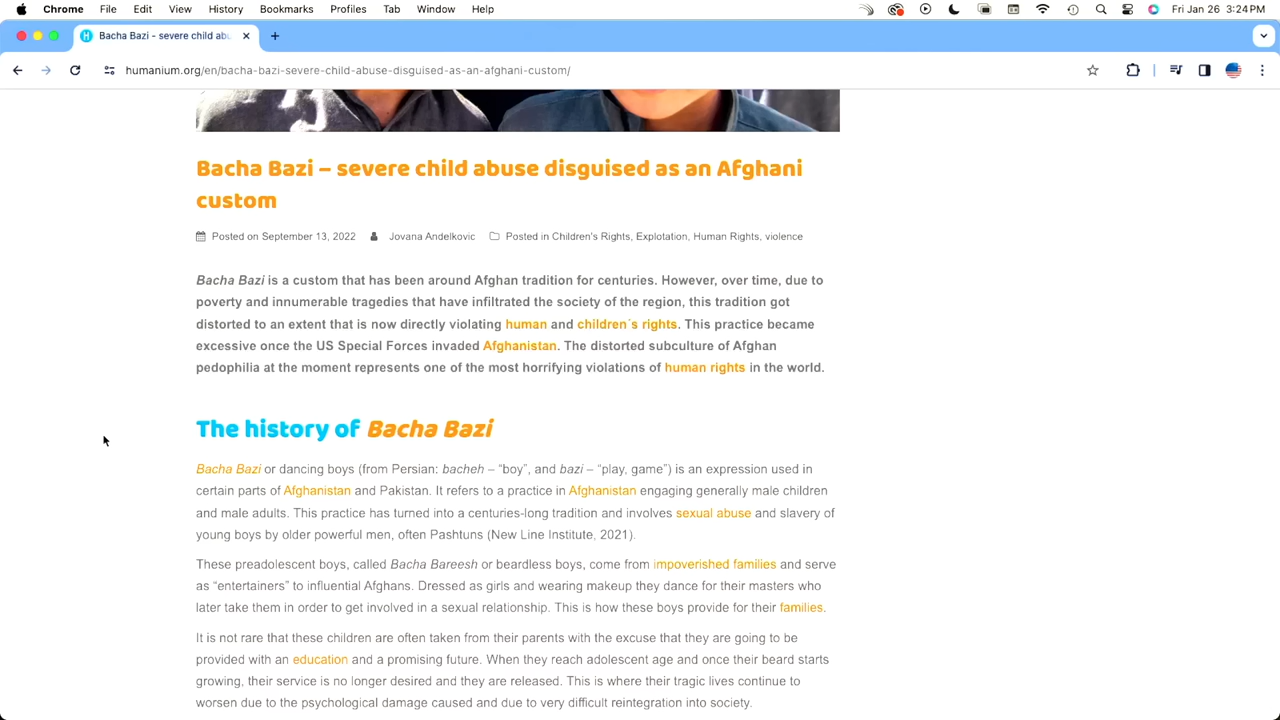 Chrome File Edit View History Bookmarks Profiles Tab Window Help Fri Jan 26 3:24 PM
Bacha Bazi - severe child abu
humanium.org/en/bacha-bazi-severe-child-abuse-disguised-as-an-afghani-custom/
Bacha Bazi – severe child abuse disguised as an Afghani
custom
Posted on September 13, 2022 Jovana Andelkovic Posted in Children's Rights, Explotation, Human Rights, violence
Bacha Bazi is a custom that has been around Afghan tradition for centuries. However, over time, due to
poverty and innumerable tragedies that have infiltrated the society of the region, this tradition got
distorted to an extent that is now directly violating human and children´s rights. This practice became
excessive once the US Special Forces invaded Afghanistan. The distorted subculture of Afghan
pedophilia at the moment represents one of the most horrifying violations of human rights in the world.
The history of Bacha Bazi
Bacha Bazi or dancing boys (from Persian: bacheh – “boy”, and bazi – “play, game”) is an expression used in
certain parts of Afghanistan and Pakistan. It refers to a practice in Afghanistan engaging generally male children
and male adults. This practice has turned into a centuries-long tradition and involves sexual abuse and slavery of
young boys by older powerful men, often Pashtuns (New Line Institute, 2021).
These preadolescent boys, called Bacha Bareesh or beardless boys, come from impoverished families and serve
as “entertainers” to influential Afghans. Dressed as girls and wearing makeup they dance for their masters who
later take them in order to get involved in a sexual relationship. This is how these boys provide for their families.
It is not rare that these children are often taken from their parents with the excuse that they are going to be
provided with an education and a promising future. When they reach adolescent age and once their beard starts
growing, their service is no longer desired and they are released. This is where their tragic lives continue to
worsen due to the psychological damage caused and due to very difficult reintegration into society.